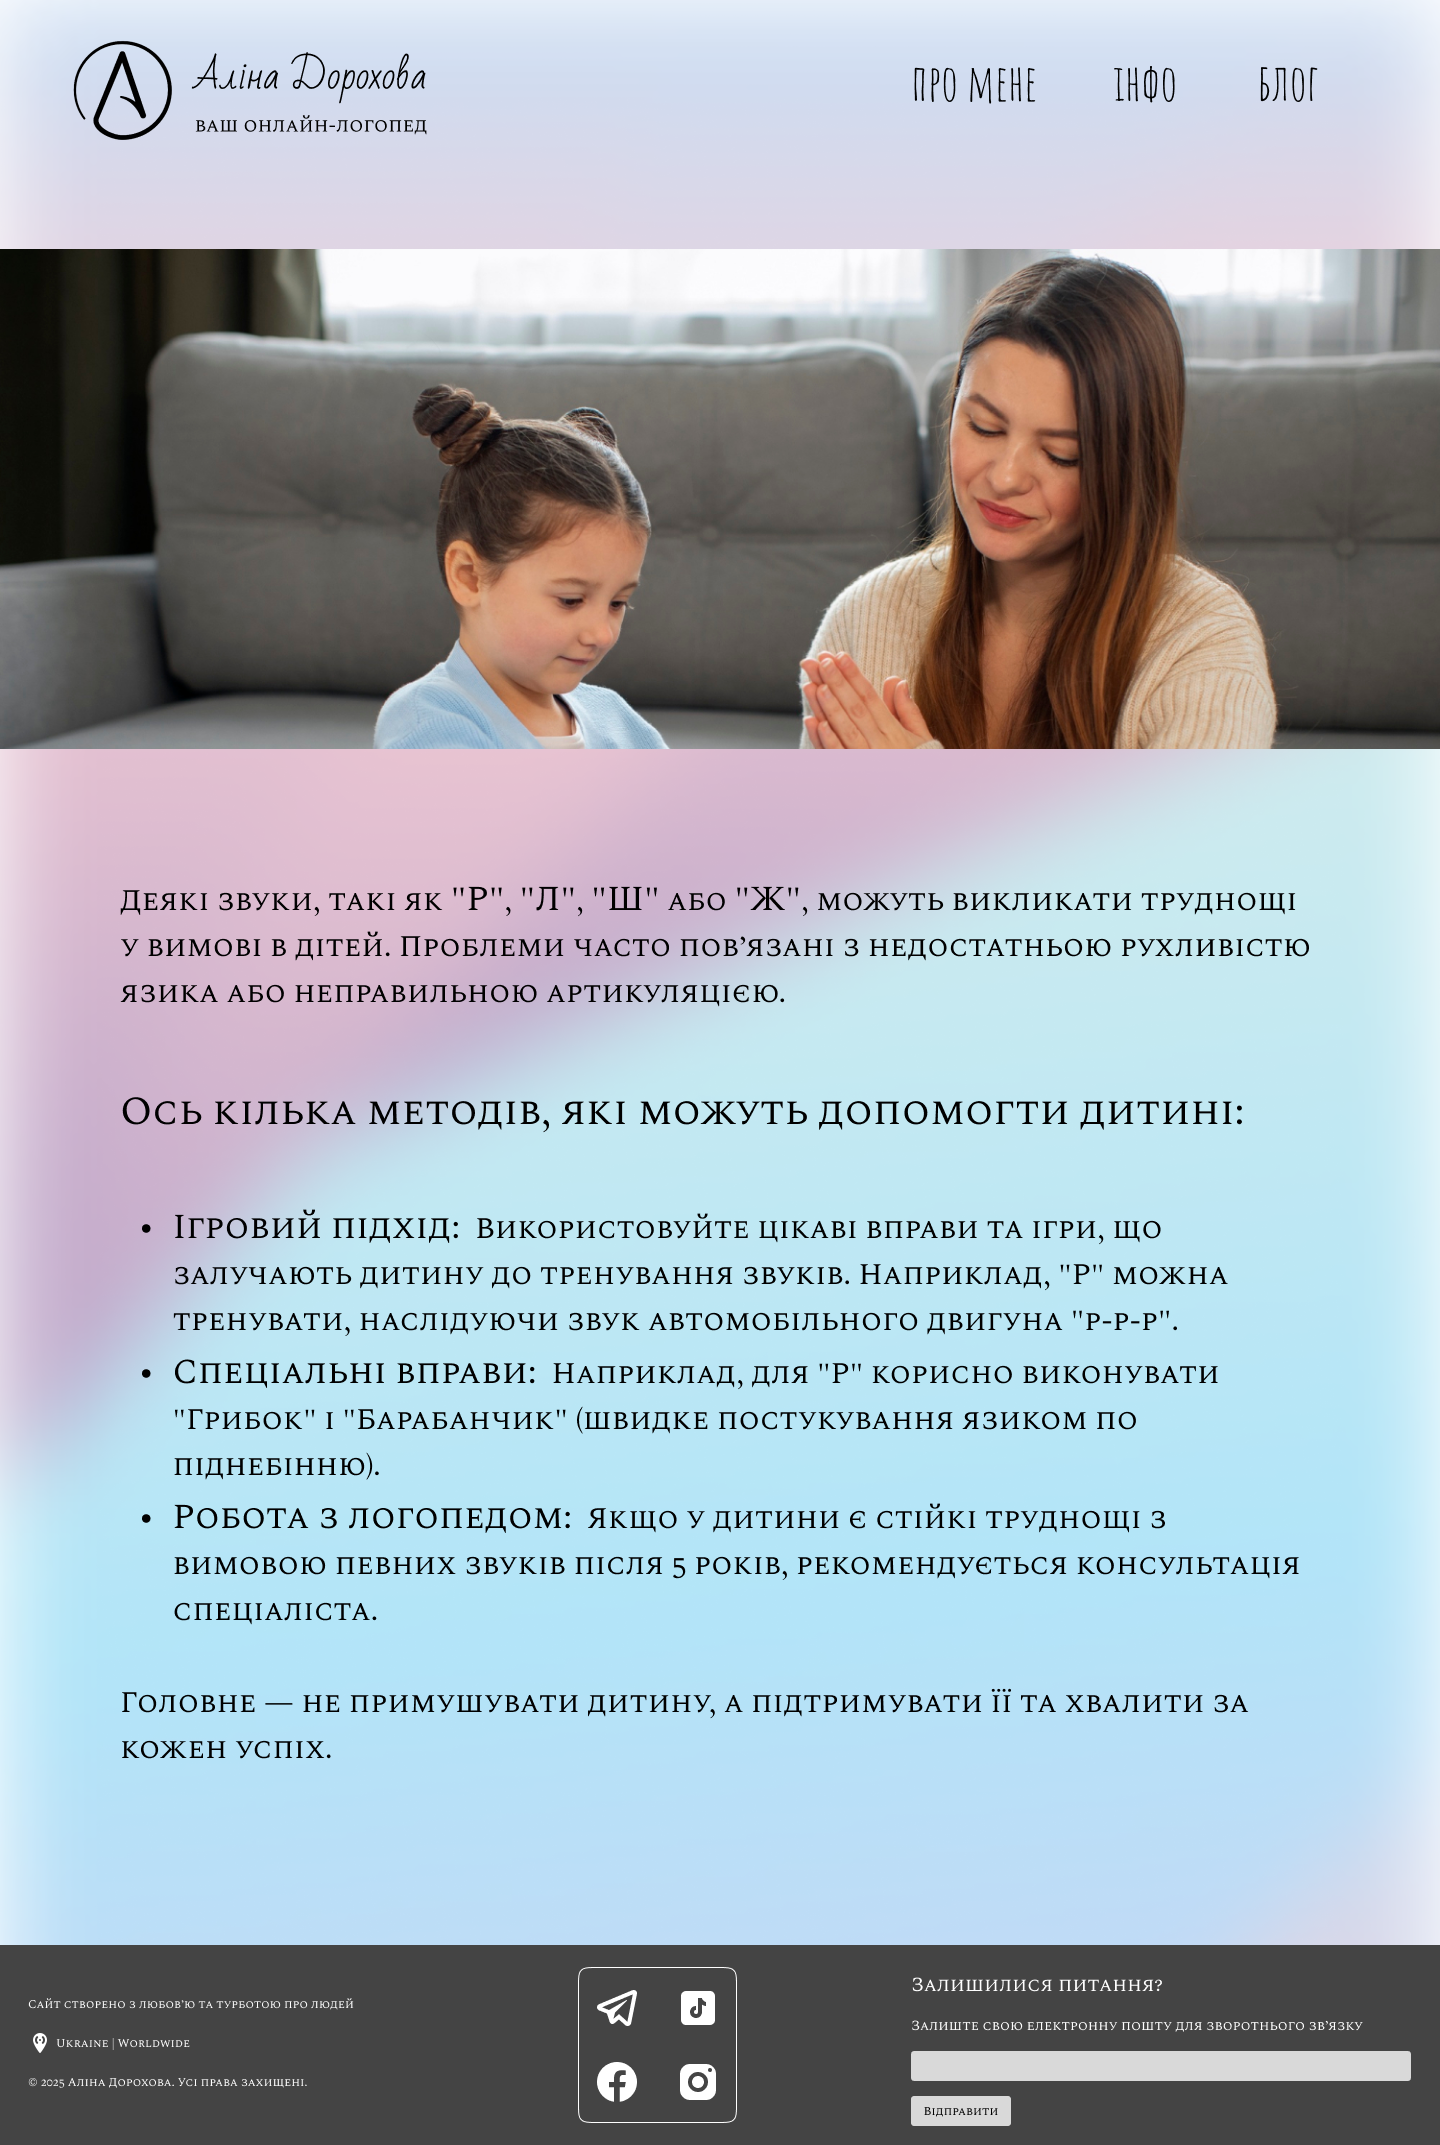 Аліна Дорохова
ваш онлайн-логопед
про мене
інфо
блог
Деякі звуки, такі як "Р", "Л", "Ш" або "Ж", можуть викликати труднощі
у вимові в дітей. Проблеми часто пов’язані з недостатньою рухливістю
язика або неправильною артикуляцією.
Ось кілька методів, які можуть допомогти дитині:
• Ігровий підхід: Використовуйте цікаві вправи та ігри, що
залучають дитину до тренування звуків. Наприклад, "Р" можна
тренувати, наслідуючи звук автомобільного двигуна "р-р-р".
• Спеціальні вправи: Наприклад, для "Р" корисно виконувати
"Грибок" і "Барабанчик" (швидке постукування язиком по
піднебінню).
• Робота з логопедом: Якщо у дитини є стійкі труднощі з
вимовою певних звуків після 5 років, рекомендується консультація
спеціаліста.
Головне — не примушувати дитину, а підтримувати її та хвалити за
кожен успіх.
Сайт створено з любов'ю та турботою про людей
Ukraine | Worldwide
© 2025 Аліна Дорохова. Усі права захищені.
Залишилися питання?
Залиште свою електронну пошту для зворотнього зв'язку
Відправити